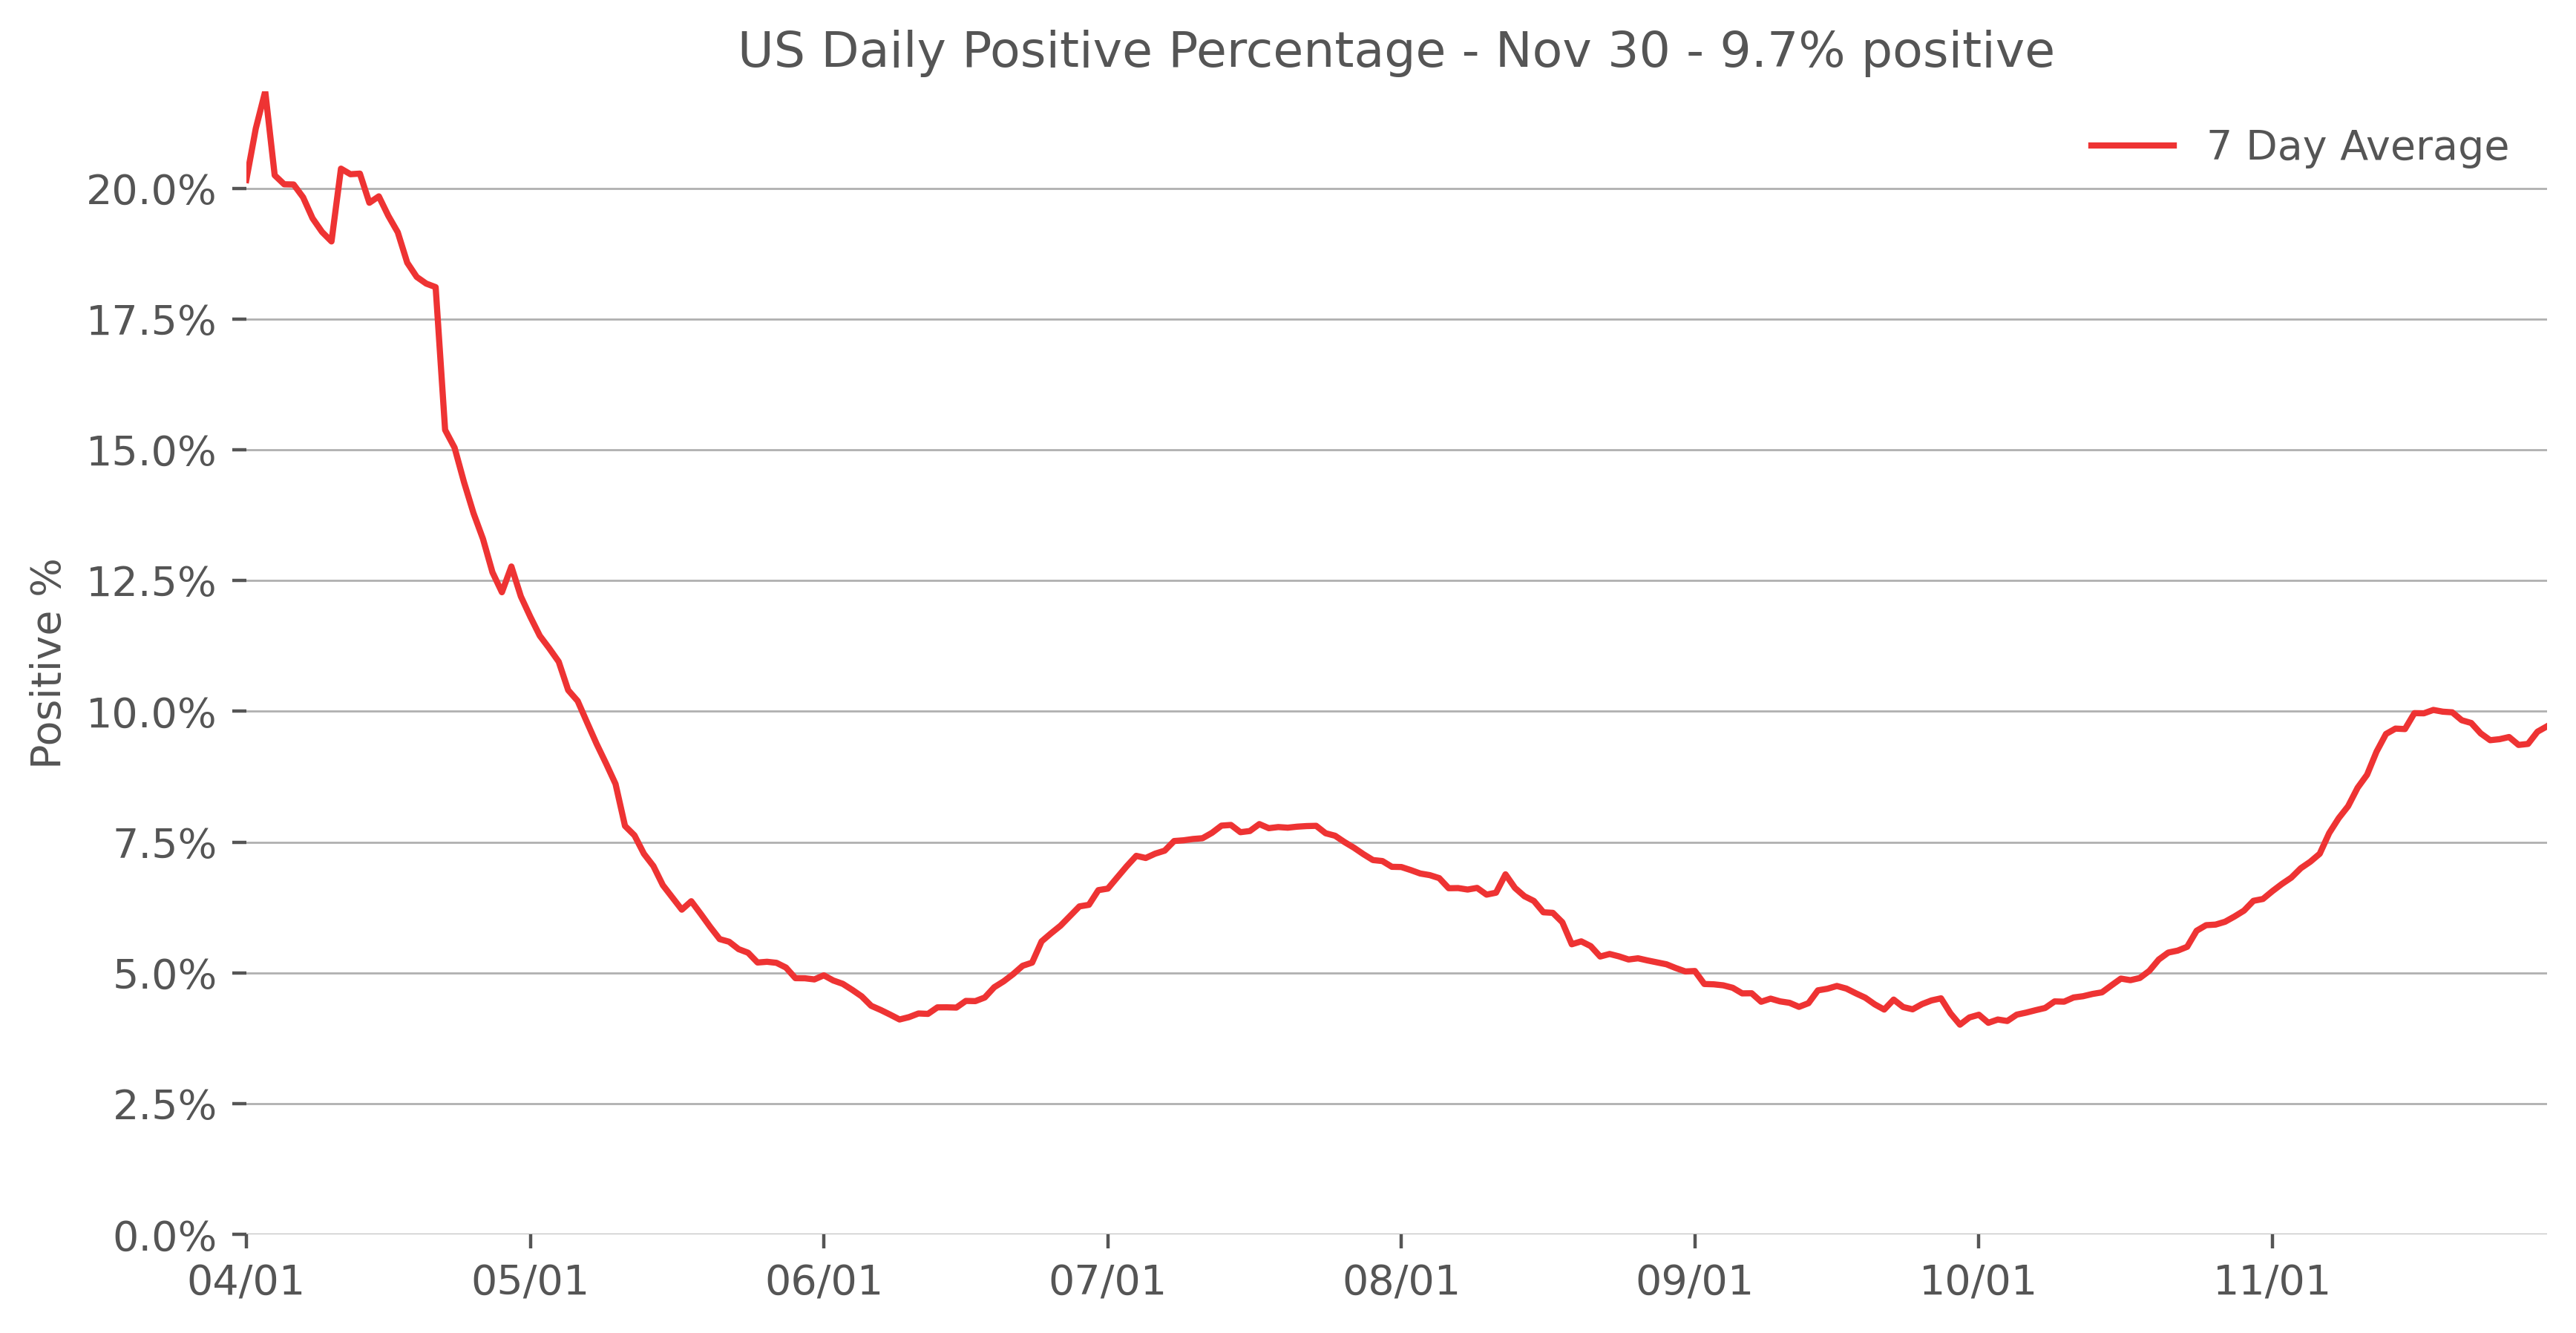 US Daily Positive Percentage - Nov 30 - 9.7% positive
7 Day Average
Positive %
20.0%
17.5%
15.0%
12.5%
10.0%
7.5%
5.0%
2.5%
0.0%
04/01 05/01 06/01 07/01 08/01 09/01 10/01 11/01